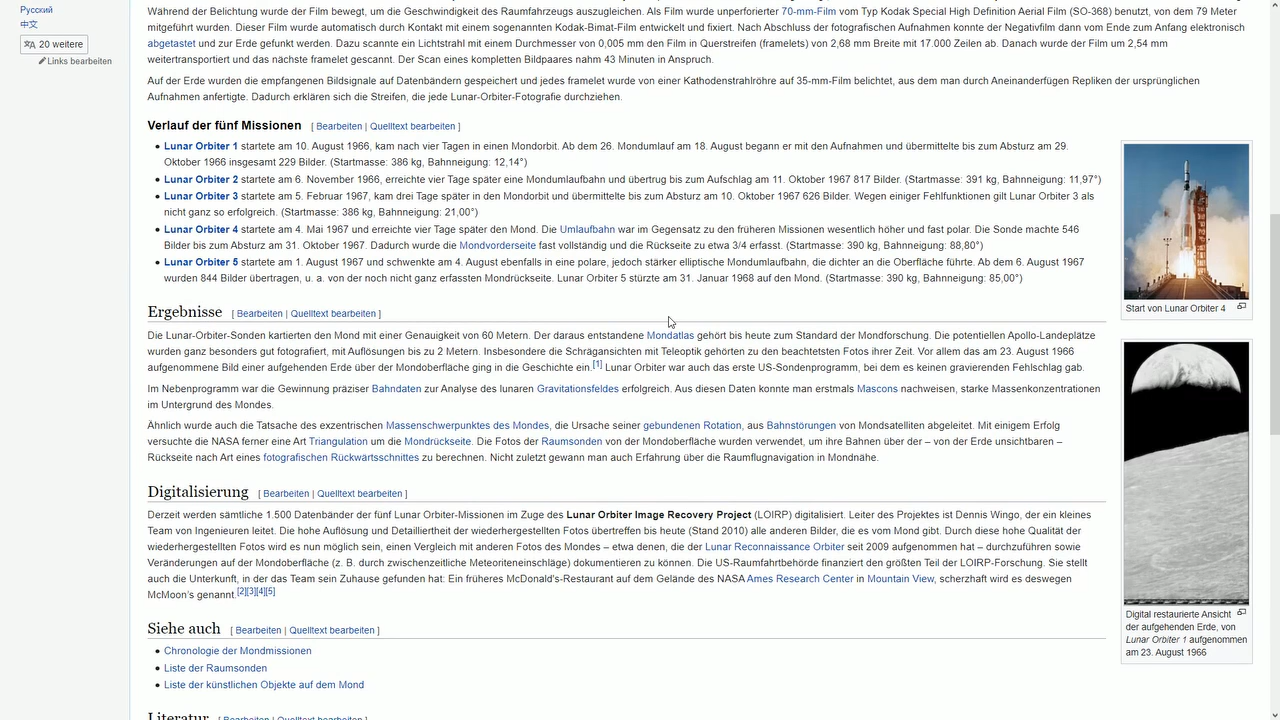 Русский
中文
20 weitere
Links bearbeiten
Während der Belichtung wurde der Film bewegt, um die Geschwindigkeit des Raumfahrzeugs auszugleichen. Als Film wurde unperforierter 70-mm-Film vom Typ Kodak Special High Definition Aerial Film (SO-368) benutzt, von dem 79 Meter
mitgeführt wurden. Dieser Film wurde automatisch durch Kontakt mit einem sogenannten Kodak-Bimat-Film entwickelt und fixiert. Nach Abschluss der fotografischen Aufnahmen konnte der Negativfilm dann vom Ende zum Anfang elektronisch
abgetastet und zur Erde gefunkt werden. Dazu scannte ein Lichtstrahl mit einem Durchmesser von 0,005 mm den Film in Querstreifen (framelets) von 2,68 mm Breite mit 17.000 Zeilen ab. Danach wurde der Film um 2,54 mm
weitertransportiert und das nächste framelet gescannt. Der Scan eines kompletten Bildpaares nahm 43 Minuten in Anspruch.
Auf der Erde wurden die empfangenen Bildsignale auf Datenbändern gespeichert und jedes framelet wurde von einer Kathodenstrahlröhre auf 35-mm-Film belichtet, aus dem man durch Aneinanderfügen Repliken der ursprünglichen
Aufnahmen anfertigte. Dadurch erklären sich die Streifen, die jede Lunar-Orbiter-Fotografie durchziehen.
Verlauf der fünf Missionen [ Bearbeiten | Quelltext bearbeiten ]
• Lunar Orbiter 1 startete am 10. August 1966, kam nach vier Tagen in einen Mondorbit. Ab dem 26. Mondumlauf am 18. August begann er mit den Aufnahmen und übermittelte bis zum Absturz am 29.
Oktober 1966 insgesamt 229 Bilder. (Startmasse: 386 kg, Bahnneigung: 12,14°)
• Lunar Orbiter 2 startete am 6. November 1966, erreichte vier Tage später eine Mondumlaufbahn und übertrug bis zum Aufschlag am 11. Oktober 1967 817 Bilder. (Startmasse: 391 kg, Bahnneigung: 11,97°)
• Lunar Orbiter 3 startete am 5. Februar 1967, kam drei Tage später in den Mondorbit und übermittelte bis zum Absturz am 10. Oktober 1967 626 Bilder. Wegen einiger Fehlfunktionen gilt Lunar Orbiter 3 als
nicht ganz so erfolgreich. (Startmasse: 386 kg, Bahnneigung: 21,00°)
• Lunar Orbiter 4 startete am 4. Mai 1967 und erreichte vier Tage später den Mond. Die Umlaufbahn war im Gegensatz zu den früheren Missionen wesentlich höher und fast polar. Die Sonde machte 546
Bilder bis zum Absturz am 31. Oktober 1967. Dadurch wurde die Mondvorderseite fast vollständig und die Rückseite zu etwa 3/4 erfasst. (Startmasse: 390 kg, Bahnneigung: 88,80°)
• Lunar Orbiter 5 startete am 1. August 1967 und schwenkte am 4. August ebenfalls in eine polare, jedoch stärker elliptische Mondumlaufbahn, die dichter an die Oberfläche führte. Ab dem 6. August 1967
wurden 844 Bilder übertragen, u. a. von der noch nicht ganz erfassten Mondrückseite. Lunar Orbiter 5 stürzte am 31. Januar 1968 auf den Mond. (Startmasse: 390 kg, Bahnneigung: 85,00°)
Start von Lunar Orbiter 4
Ergebnisse [ Bearbeiten | Quelltext bearbeiten ]
Die Lunar-Orbiter-Sonden kartierten den Mond mit einer Genauigkeit von 60 Metern. Der daraus entstandene Mondatlas gehört bis heute zum Standard der Mondforschung. Die potentiellen Apollo-Landeplätze
wurden ganz besonders gut fotografiert, mit Auflösungen bis zu 2 Metern. Insbesondere die Schrägansichten mit Teleoptik gehörten zu den beachtetsten Fotos ihrer Zeit. Vor allem das am 23. August 1966
aufgenommene Bild einer aufgehenden Erde über der Mondoberfläche ging in die Geschichte ein.[1] Lunar Orbiter war auch das erste US-Sondenprogramm, bei dem es keinen gravierenden Fehlschlag gab.
Im Nebenprogramm war die Gewinnung präziser Bahndaten zur Analyse des lunaren Gravitationsfeldes erfolgreich. Aus diesen Daten konnte man erstmals Mascons nachweisen, starke Massenkonzentrationen
im Untergrund des Mondes.
Ähnlich wurde auch die Tatsache des exzentrischen Massenschwerpunktes des Mondes, die Ursache seiner gebundenen Rotation, aus Bahnstörungen von Mondsatelliten abgeleitet. Mit einigem Erfolg
versuchte die NASA ferner eine Art Triangulation um die Mondrückseite. Die Fotos der Raumsonden von der Mondoberfläche wurden verwendet, um ihre Bahnen über der – von der Erde unsichtbaren –
Rückseite nach Art eines fotografischen Rückwärtsschnittes zu berechnen. Nicht zuletzt gewann man auch Erfahrung über die Raumflugnavigation in Mondnähe.
Digitalisierung [ Bearbeiten | Quelltext bearbeiten ]
Derzeit werden sämtliche 1.500 Datenbänder der fünf Lunar Orbiter-Missionen im Zuge des Lunar Orbiter Image Recovery Project (LOIRP) digitalisiert. Leiter des Projektes ist Dennis Wingo, der ein kleines
Team von Ingenieuren leitet. Die hohe Auflösung und Detailliertheit der wiederhergestellten Fotos übertreffen bis heute (Stand 2010) alle anderen Bilder, die es vom Mond gibt. Durch diese hohe Qualität der
wiederhergestellten Fotos wird es nun möglich sein, einen Vergleich mit anderen Fotos des Mondes – etwa denen, die der Lunar Reconnaissance Orbiter seit 2009 aufgenommen hat – durchzuführen sowie
Veränderungen auf der Mondoberfläche (z. B. durch zwischenzeitliche Meteoriteneinschläge) dokumentieren zu können. Die US-Raumfahrtbehörde finanziert den größten Teil der LOIRP-Forschung. Sie stellt
auch die Unterkunft, in der das Team sein Zuhause gefunden hat: Ein früheres McDonald's-Restaurant auf dem Gelände des NASA Ames Research Center in Mountain View, scherzhaft wird es deswegen
McMoon's genannt.[2][3][4][5]
Digital restaurierte Ansicht
der aufgehenden Erde, von
Lunar Orbiter 1 aufgenommen
am 23. August 1966
Siehe auch [ Bearbeiten | Quelltext bearbeiten ]
• Chronologie der Mondmissionen
• Liste der Raumsonden
• Liste der künstlichen Objekte auf dem Mond
Literatur [ Bearbeiten | Quelltext bearbeiten ]